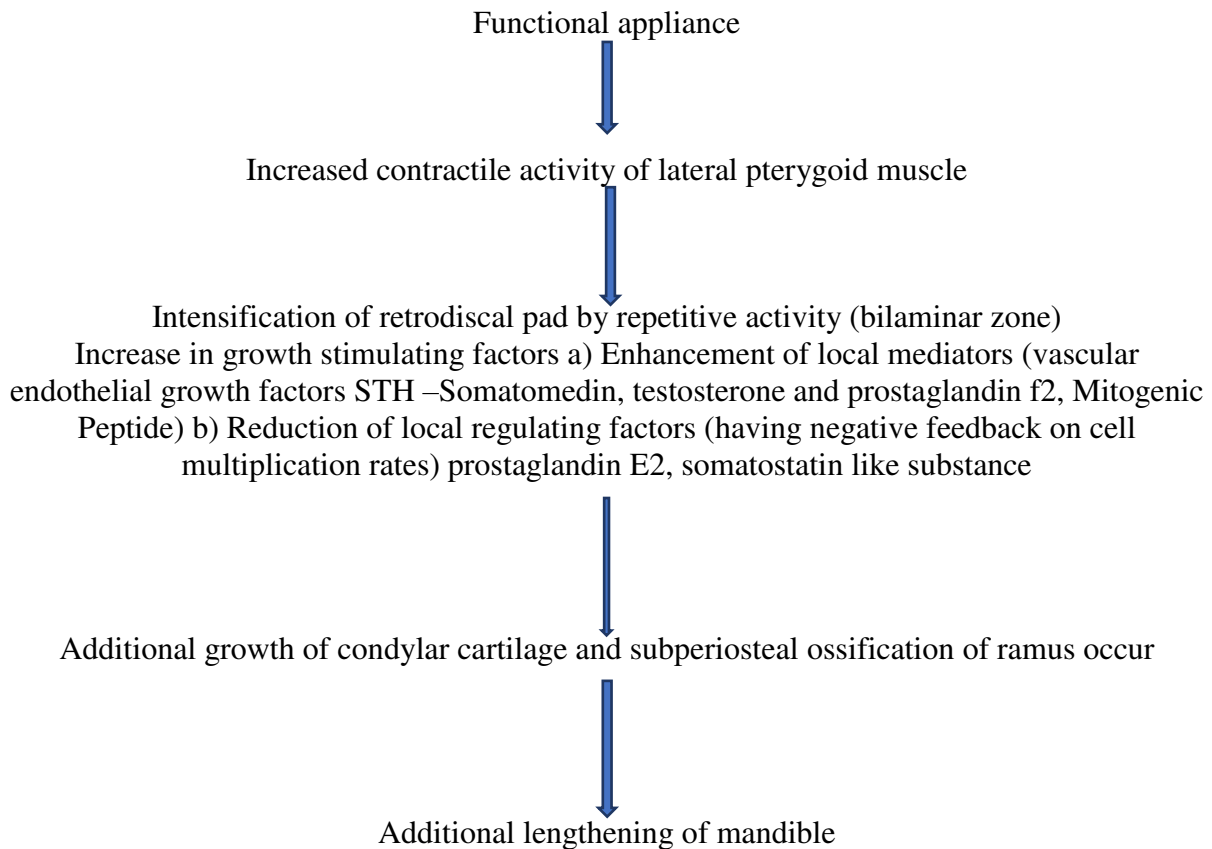 Functional appliance
Increased contractile activity of lateral pterygoid muscle
Intensification of retrodiscal pad by repetitive activity (bilaminar zone)
Increase in growth stimulating factors a) Enhancement of local mediators (vascular
endothelial growth factors STH –Somatomedin, testosterone and prostaglandin f2, Mitogenic
Peptide) b) Reduction of local regulating factors (having negative feedback on cell
multiplication rates) prostaglandin E2, somatostatin like substance
Additional growth of condylar cartilage and subperiosteal ossification of ramus occur
Additional lengthening of mandible